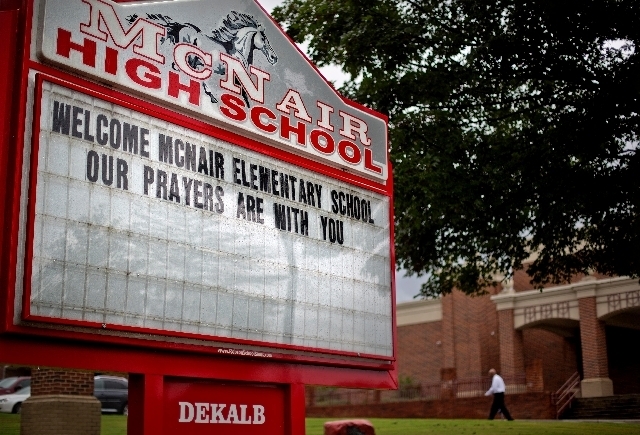 McNAIR
HIGH SCHOOL
WELCOME MCNAIR ELEMENTARY SCHOOL
OUR PRAYERS ARE WITH YOU
DEKALB